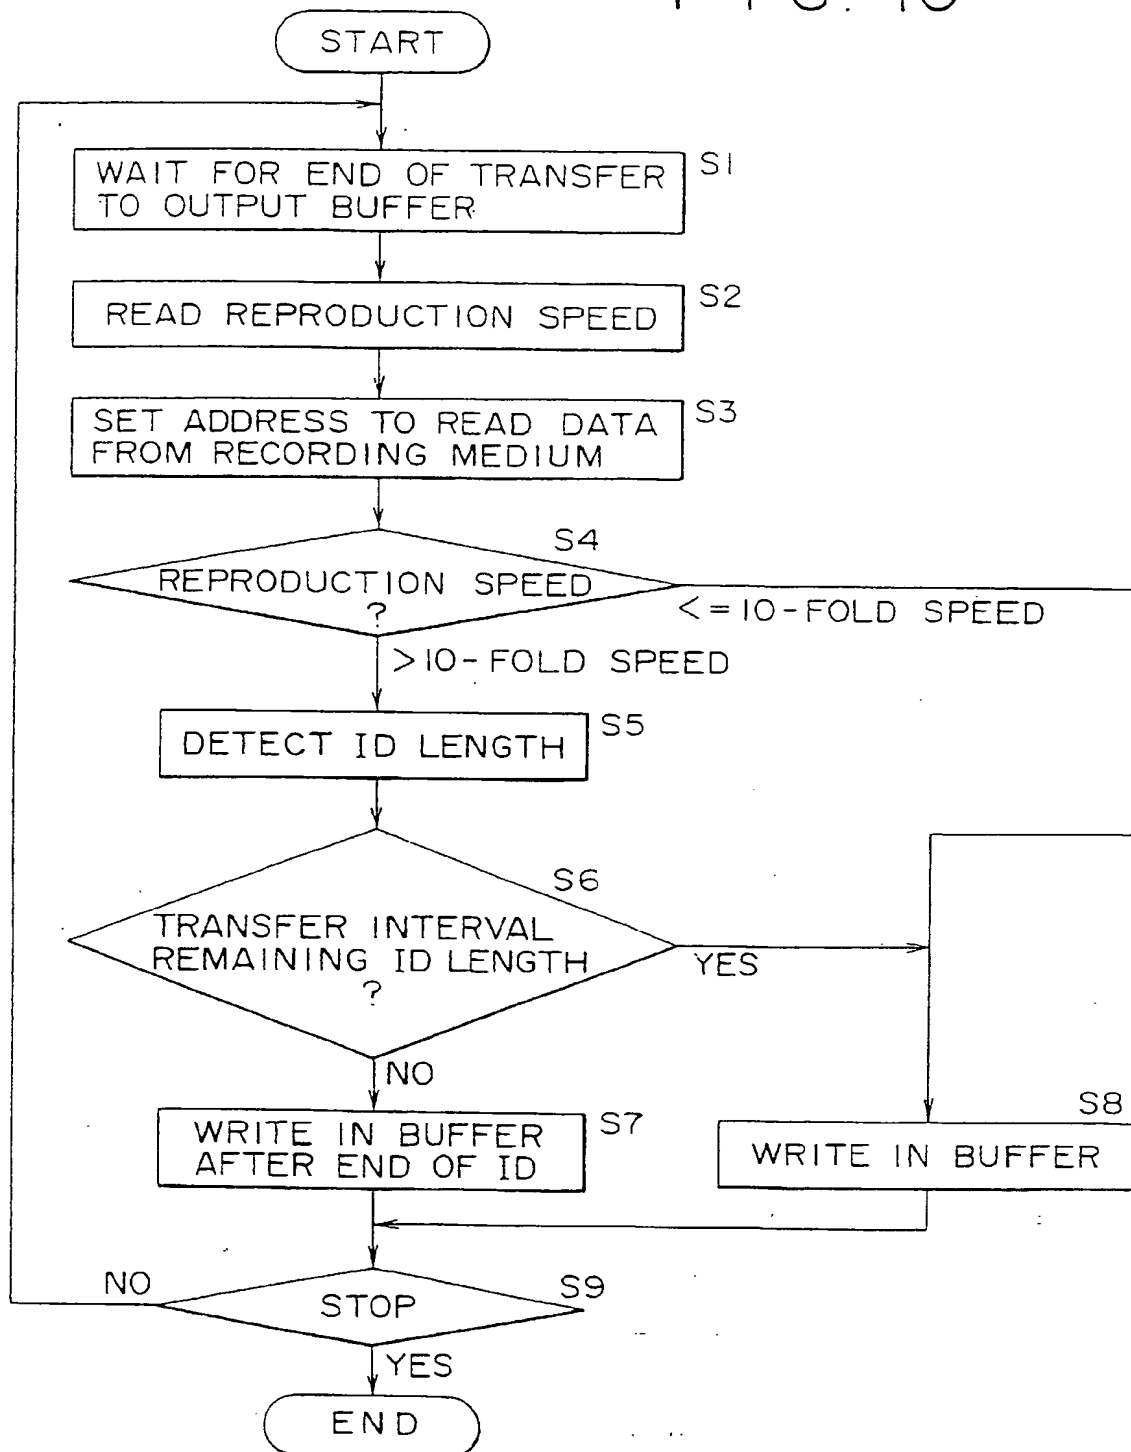 FIG. 10
START
WAIT FOR END OF TRANSFER
TO OUTPUT BUFFER
S1
READ REPRODUCTION SPEED
S2
SET ADDRESS TO READ DATA
FROM RECORDING MEDIUM
S3
S4
REPRODUCTION SPEED
?
<=10-FOLD SPEED
>10-FOLD SPEED
DETECT ID LENGTH
S5
S6
TRANSFER INTERVAL
REMAINING ID LENGTH
?
YES
NO
WRITE IN BUFFER
AFTER END OF ID
S7
S8
WRITE IN BUFFER
NO
STOP
S9
YES
END